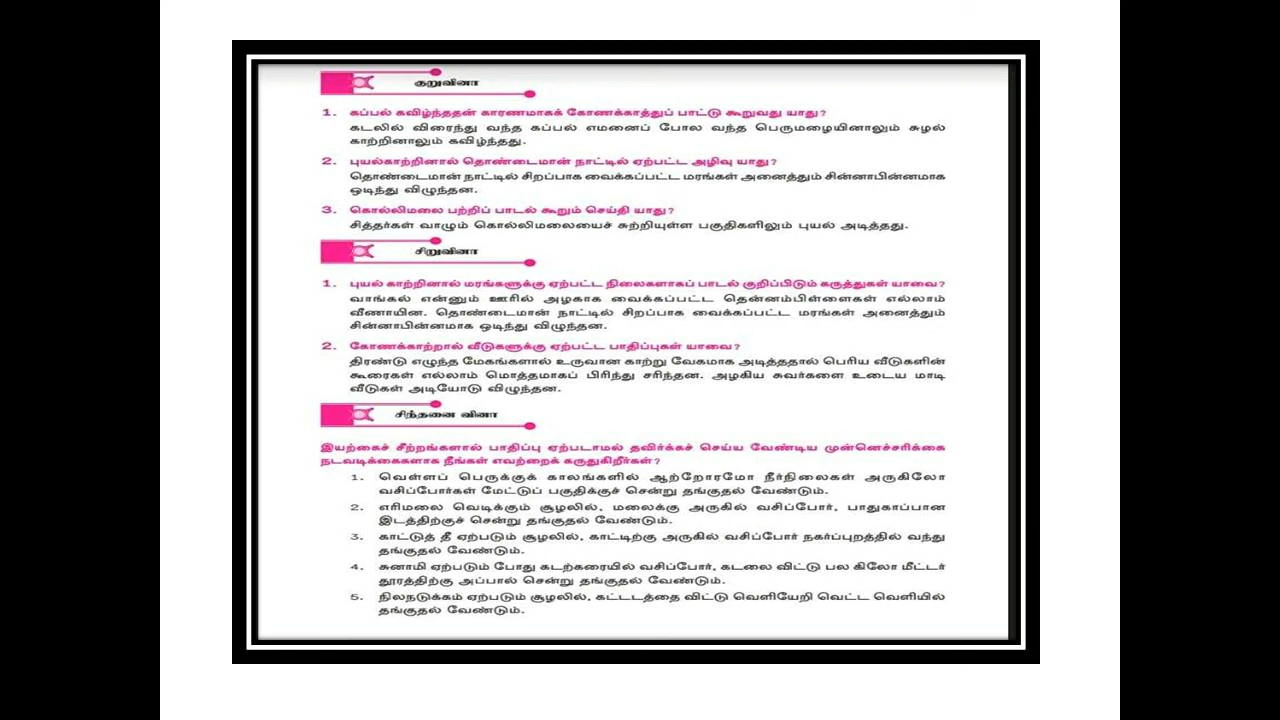 குறுவினா
1. கப்பல் கவிழ்ந்ததன் காரணமாகக் கோணக்காத்துப் பாட்டு கூறுவது யாது?
கடலில் விரைந்து வந்த கப்பல் எமனைப் போல வந்த பெருமழையினாலும் சுழல்
காற்றினாலும் கவிழ்ந்தது.
2. புயல்காற்றினால் தொண்டைமான் நாட்டில் ஏற்பட்ட அழிவு யாது?
தொண்டைமான் நாட்டில் சிறப்பாக வைக்கப்பட்ட மரங்கள் அனைத்தும் சின்னாபின்னமாக
ஒடிந்து விழுந்தன.
3. கொல்லிமலை பற்றிப் பாடல் கூறும் செய்தி யாது?
சித்தர்கள் வாழும் கொல்லிமலையைச் சுற்றியுள்ள பகுதிகளிலும் புயல் அடித்தது.
சிறுவினா
1. புயல் காற்றினால் மரங்களுக்கு ஏற்பட்ட நிலைகளாகப் பாடல் குறிப்பிடும் கருத்துகள் யாவை?
வாங்கல் என்னும் ஊரில் அழகாக வைக்கப்பட்ட தென்னம்பிள்ளைகள் எல்லாம்
வீணாயின. தொண்டைமான் நாட்டில் சிறப்பாக வைக்கப்பட்ட மரங்கள் அனைத்தும்
சின்னாபின்னமாக ஒடிந்து விழுந்தன.
2. கோணக்காற்றால் வீடுகளுக்கு ஏற்பட்ட பாதிப்புகள் யாவை?
திரண்டு எழுந்த மேகங்களால் உருவான காற்று வேகமாக அடித்ததால் பெரிய வீடுகளின்
கூரைகள் எல்லாம் மொத்தமாகப் பிரிந்து சரிந்தன. அழகிய சுவர்களை உடைய மாடி
வீடுகள் அடியோடு விழுந்தன.
சிந்தனை வினா
இயற்கைச் சீற்றங்களால் பாதிப்பு ஏற்படாமல் தவிர்க்கச் செய்ய வேண்டிய முன்னெச்சரிக்கை
நடவடிக்கைகளாக நீங்கள் எவற்றைக் கருதுகிறீர்கள்?
1. வெள்ளப் பெருக்குக் காலங்களில் ஆற்றோரமோ நீர்நிலைகள் அருகிலோ
வசிப்போர்கள் மேட்டுப் பகுதிக்குச் சென்று தங்குதல் வேண்டும்.
2. எரிமலை வெடிக்கும் சூழலில், மலைக்கு அருகில் வசிப்போர், பாதுகாப்பான
இடத்திற்குச் சென்று தங்குதல் வேண்டும்.
3. காட்டுத் தீ ஏற்படும் சூழலில், காட்டிற்கு அருகில் வசிப்போர் நகர்ப்புறத்தில் வந்து
தங்குதல் வேண்டும்.
4. சுனாமி ஏற்படும் போது கடற்கரையில் வசிப்போர், கடலை விட்டு பல கிலோ மீட்டர்
தூரத்திற்கு அப்பால் சென்று தங்குதல் வேண்டும்.
5. நிலநடுக்கம் ஏற்படும் சூழலில், கட்டடத்தை விட்டு வெளியேறி வெட்ட வெளியில்
தங்குதல் வேண்டும்.